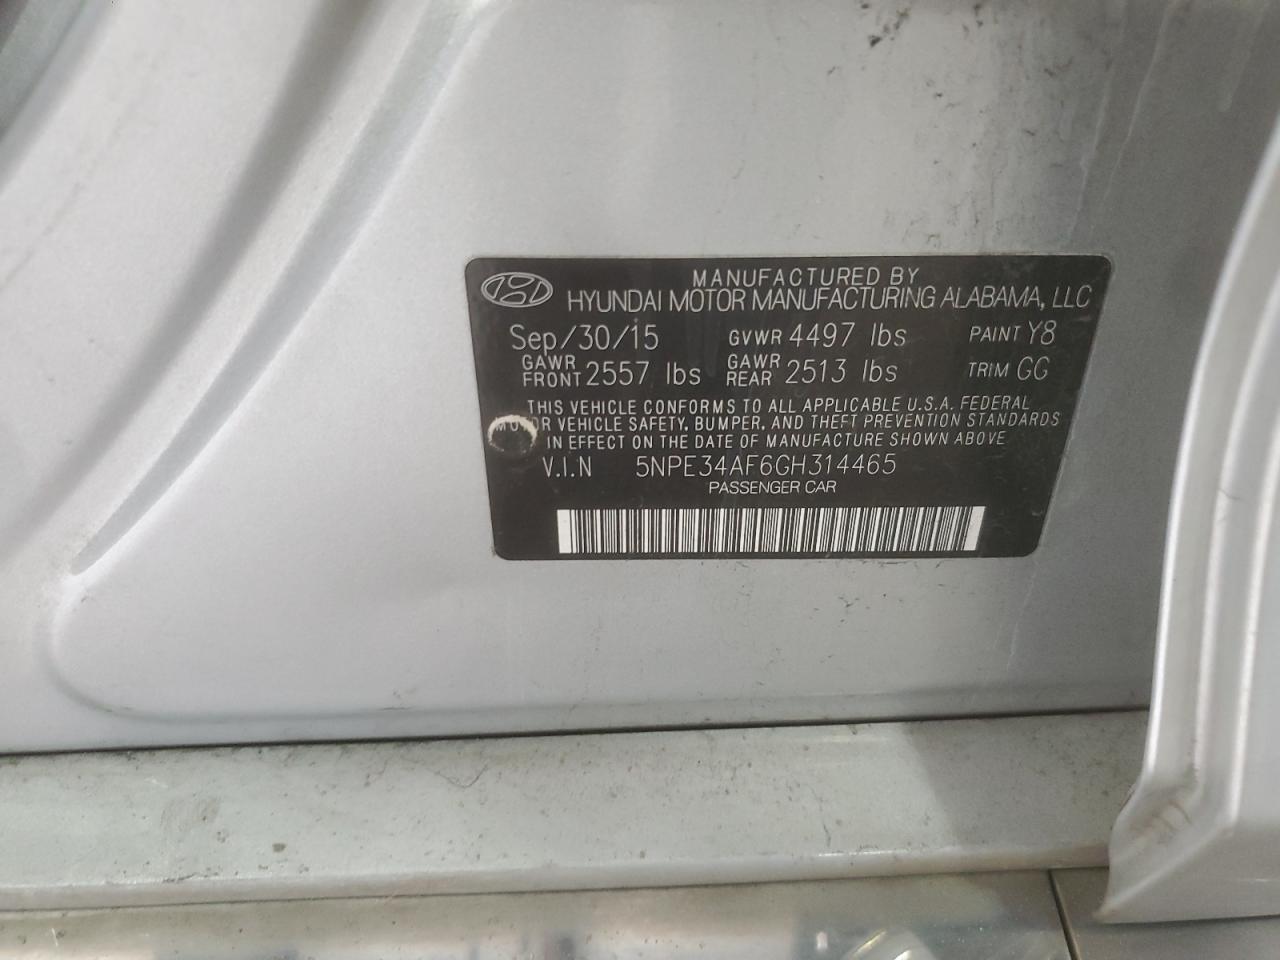 MANUFACTURED BY
HYUNDAI MOTOR MANUFACTURING ALABAMA, LLC
Sep/30/15 GVWR 4497 lbs PAINT Y8
GAWR FRONT 2557 lbs GAWR REAR 2513 lbs TRIM GG
THIS VEHICLE CONFORMS TO ALL APPLICABLE U.S.A. FEDERAL
MOTOR VEHICLE SAFETY, BUMPER, AND THEFT PREVENTION STANDARDS
IN EFFECT ON THE DATE OF MANUFACTURE SHOWN ABOVE
V.I.N 5NPE34AF6GH314465
PASSENGER CAR